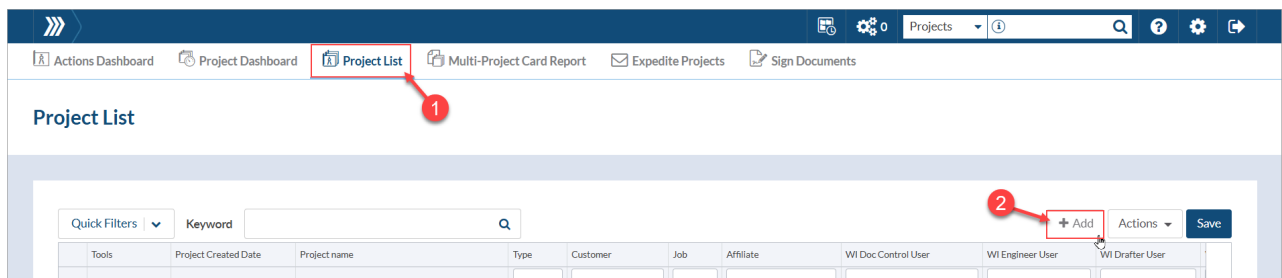 0 Projects
Actions Dashboard Project Dashboard Project List Multi-Project Card Report Expedite Projects Sign Documents
1
Project List
2
Quick Filters Keyword + Add Actions Save
Tools Project Created Date Project name Type Customer Job Affiliate WI Doc Control User WI Engineer User WI Drafter User